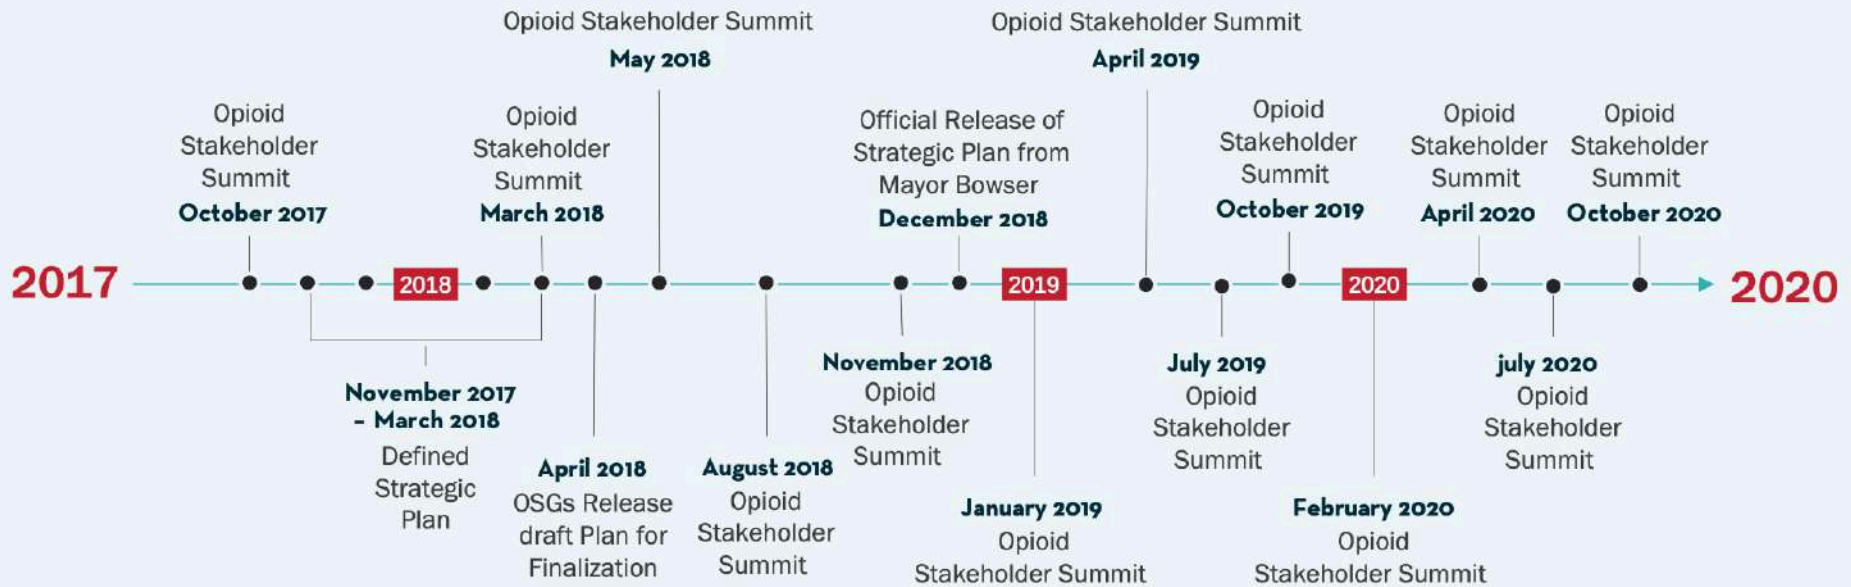 Opioid Stakeholder Summit
May 2018
Opioid Stakeholder Summit
April 2019
Opioid
Stakeholder
Summit
October 2017
Opioid
Stakeholder
Summit
March 2018
Official Release of
Strategic Plan from
Mayor Bowser
December 2018
Opioid
Stakeholder
Summit
October 2019
Opioid
Stakeholder
Summit
April 2020
Opioid
Stakeholder
Summit
October 2020
2017
2018
2019
2020
2020
November 2017
– March 2018
Defined
Strategic
Plan
April 2018
OSGs Release
draft Plan for
Finalization
August 2018
Opioid
Stakeholder
Summit
November 2018
Opioid
Stakeholder
Summit
January 2019
Opioid
Stakeholder Summit
July 2019
Opioid
Stakeholder
Summit
February 2020
Opioid
Stakeholder Summit
july 2020
Opioid
Stakeholder
Summit